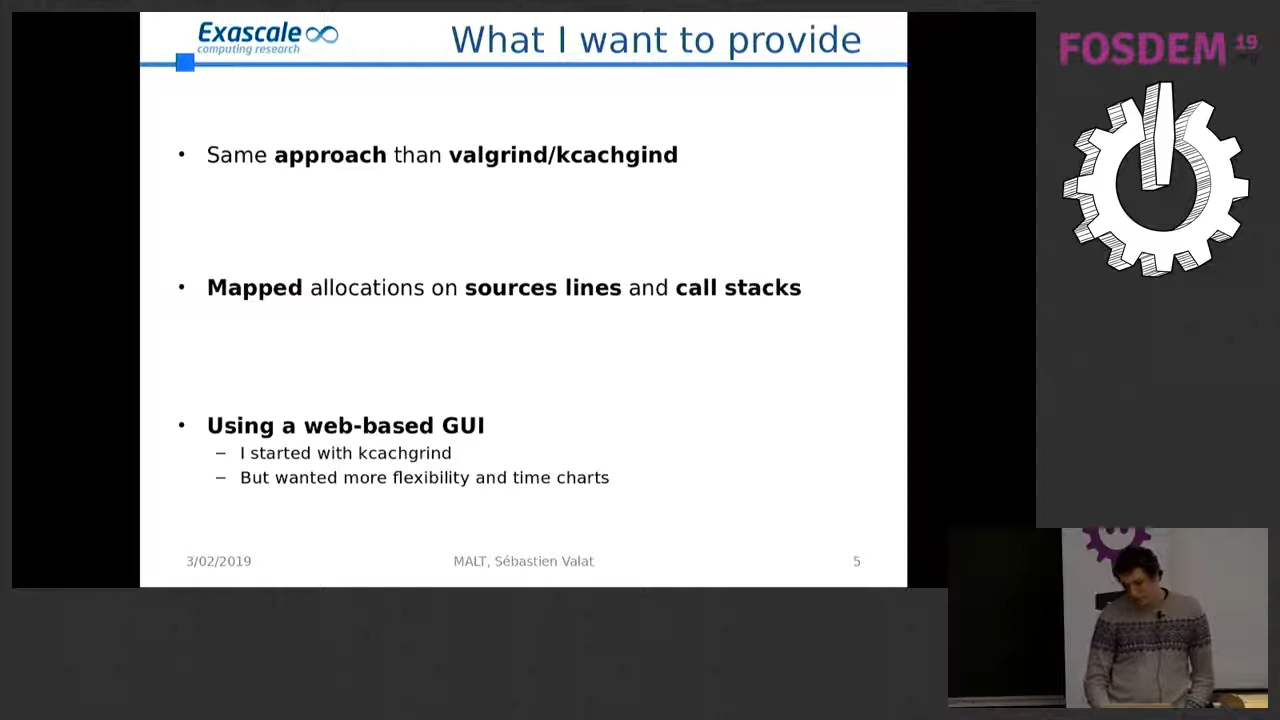 Exascale
computing research
What I want to provide
• Same approach than valgrind/kcachgind
• Mapped allocations on sources lines and call stacks
• Using a web-based GUI
– I started with kcachgrind
– But wanted more flexibility and time charts
3/02/2019
MALT, Sébastien Valat
5
FOSDEM
19